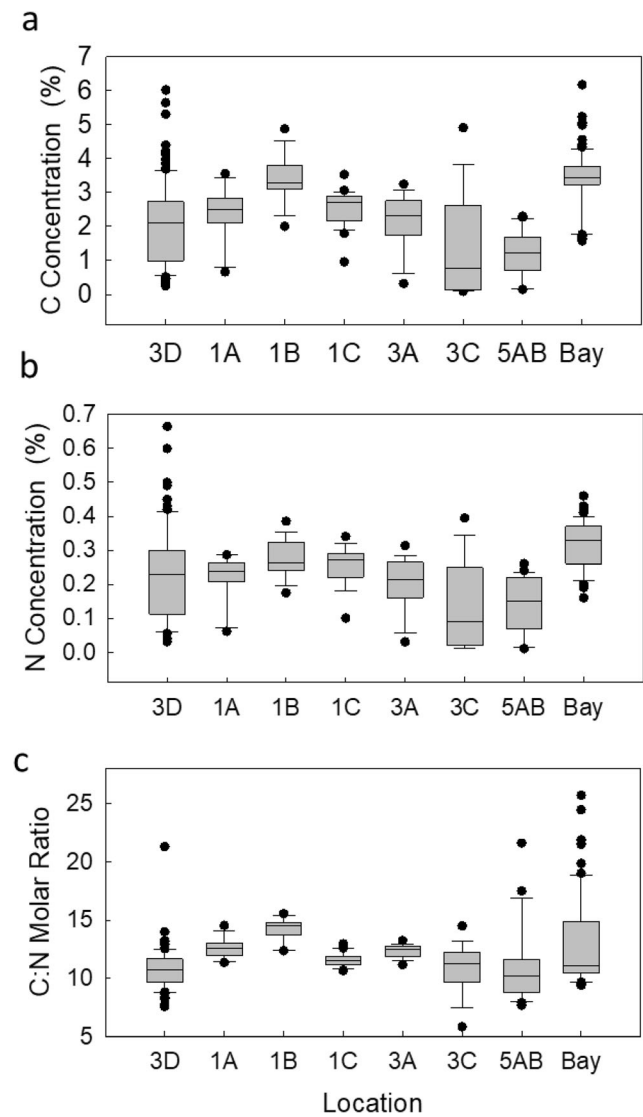 a
C Concentration (%)
7
6
5
4
3
2
1
0
3D 1A 1B 1C 3A 3C 5AB Bay
b
N Concentration (%)
0.7
0.6
0.5
0.4
0.3
0.2
0.1
0.0
3D 1A 1B 1C 3A 3C 5AB Bay
c
C:N Molar Ratio
25
20
15
10
5
3D 1A 1B 1C 3A 3C 5AB Bay
Location